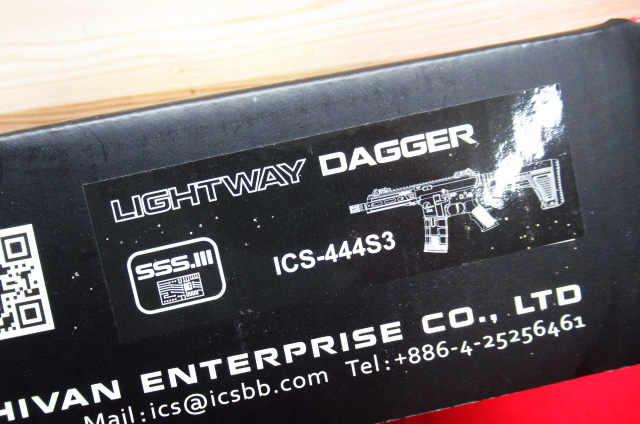 LIGHTWAY DAGGER
SSS.III
ICS-444S3
HIVAN ENTERPRISE CO., LTD
Mail:ics@icsbb.com Tel:+886-4-25256461